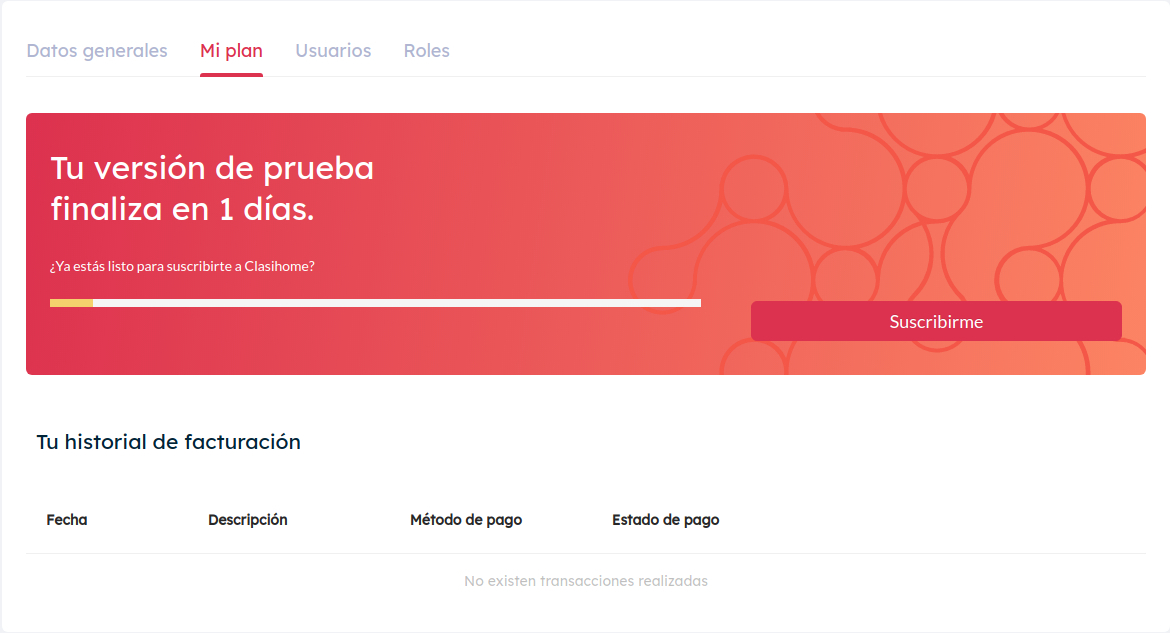 Datos generales Mi plan Usuarios Roles
Tu versión de prueba
finaliza en 1 días.
¿Ya estás listo para suscribirte a Clasihome?
Suscribirme
Tu historial de facturación
Fecha Descripción Método de pago Estado de pago
No existen transacciones realizadas